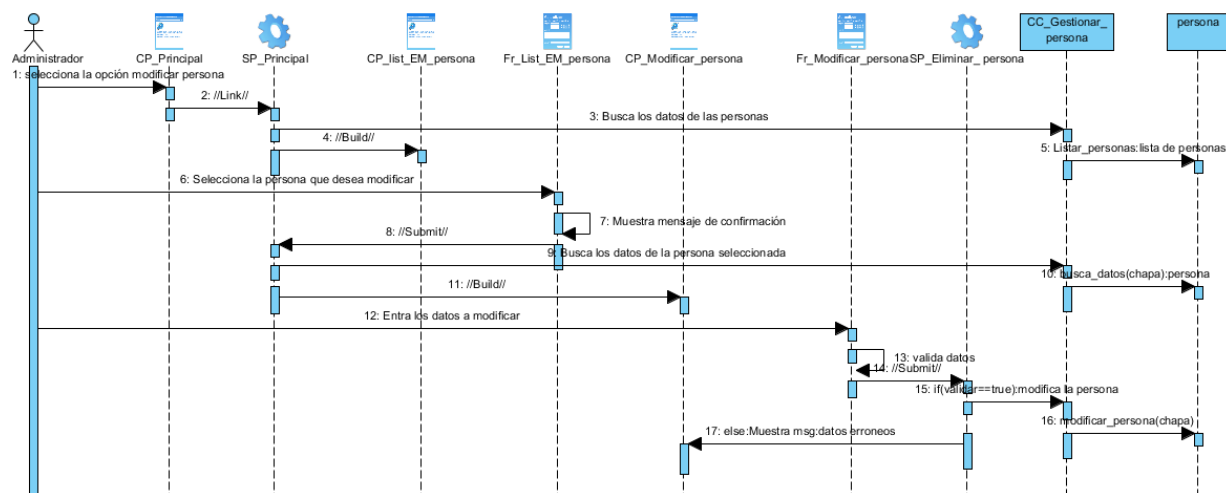 CC_Gestionar_
persona
persona
Administrador
CP_Principal
SP_Principal
CP_list_EM_persona
Fr_List_EM_persona
CP_Modificar_persona
Fr_Modificar_persona
SP_Eliminar_ persona
1: selecciona la opción modificar persona
2: //Link//
3: Busca los datos de las personas
4: //Build//
5: Listar_personas:lista de personas
6: Selecciona la persona que desea modificar
7: Muestra mensaje de confirmación
8: //Submit//
9: Busca los datos de la persona seleccionada
10: busca_datos(chapa):persona
11: //Build//
12: Entra los datos a modificar
13: valida datos
14: //Submit//
15: if(validar==true):modifica la persona
16: modificar_persona(chapa)
17: else:Muestra msg:datos erroneos